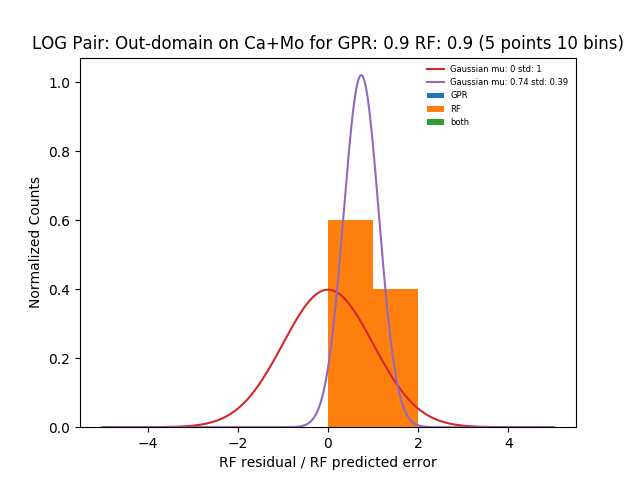 LOG Pair: Out-domain on Ca+Mo for GPR: 0.9 RF: 0.9 (5 points 10 bins)
Gaussian mu: 0 std: 1
Gaussian mu: 0.74 std: 0.39
GPR
RF
both
Normalized Counts
1.0
0.8
0.6
0.4
0.2
0.0
−4 −2 0 2 4
RF residual / RF predicted error